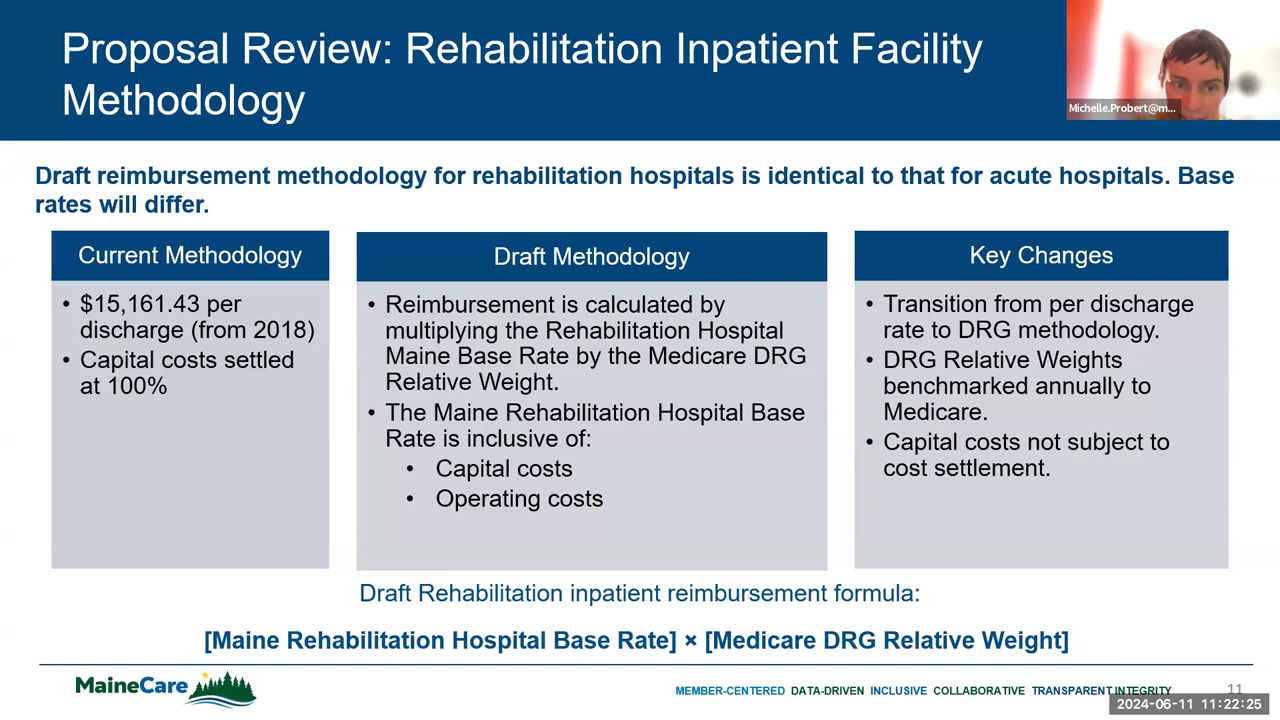 Proposal Review: Rehabilitation Inpatient Facility
Methodology
Michelle.Probert@m...
Draft reimbursement methodology for rehabilitation hospitals is identical to that for acute hospitals. Base
rates will differ.
Current Methodology
• $15,161.43 per
discharge (from 2018)
• Capital costs settled
at 100%
Draft Methodology
• Reimbursement is calculated by
multiplying the Rehabilitation Hospital
Maine Base Rate by the Medicare DRG
Relative Weight.
• The Maine Rehabilitation Hospital Base
Rate is inclusive of:
• Capital costs
• Operating costs
Key Changes
• Transition from per discharge
rate to DRG methodology.
• DRG Relative Weights
benchmarked annually to
Medicare.
• Capital costs not subject to
cost settlement.
Draft Rehabilitation inpatient reimbursement formula:
[Maine Rehabilitation Hospital Base Rate] × [Medicare DRG Relative Weight]
MaineCare
MEMBER-CENTERED DATA-DRIVEN INCLUSIVE COLLABORATIVE TRANSPARENT INTEGRITY
11
2024-06-11 11:22:25